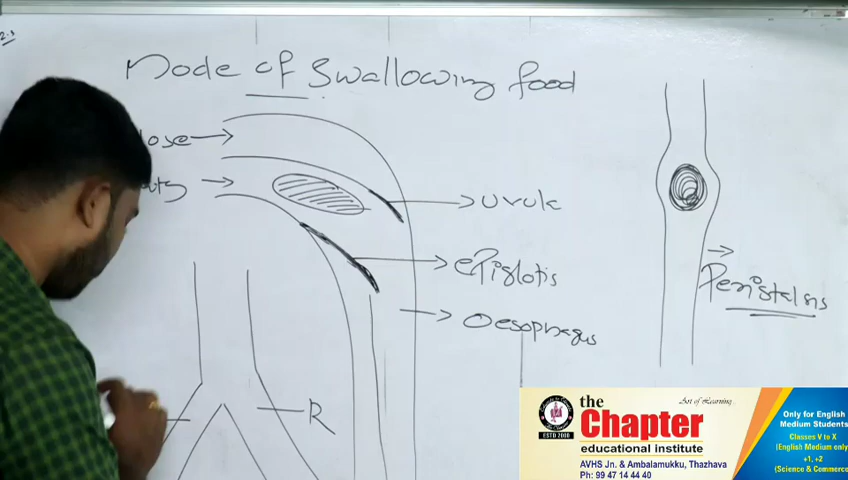 Mode of Swallowing food
Nose
uvula
epiglotis
Oesophagus
R
Peristalsis
the
Chapter
educational institute
AVHS Jn. & Ambalamukku, Thazhava
Ph: 99 47 14 44 40
Art of Learning...
ESTD 2000
Only for English
Medium Students
Classes V to X
(English Medium only)
+1, +2
(Science & Commerce